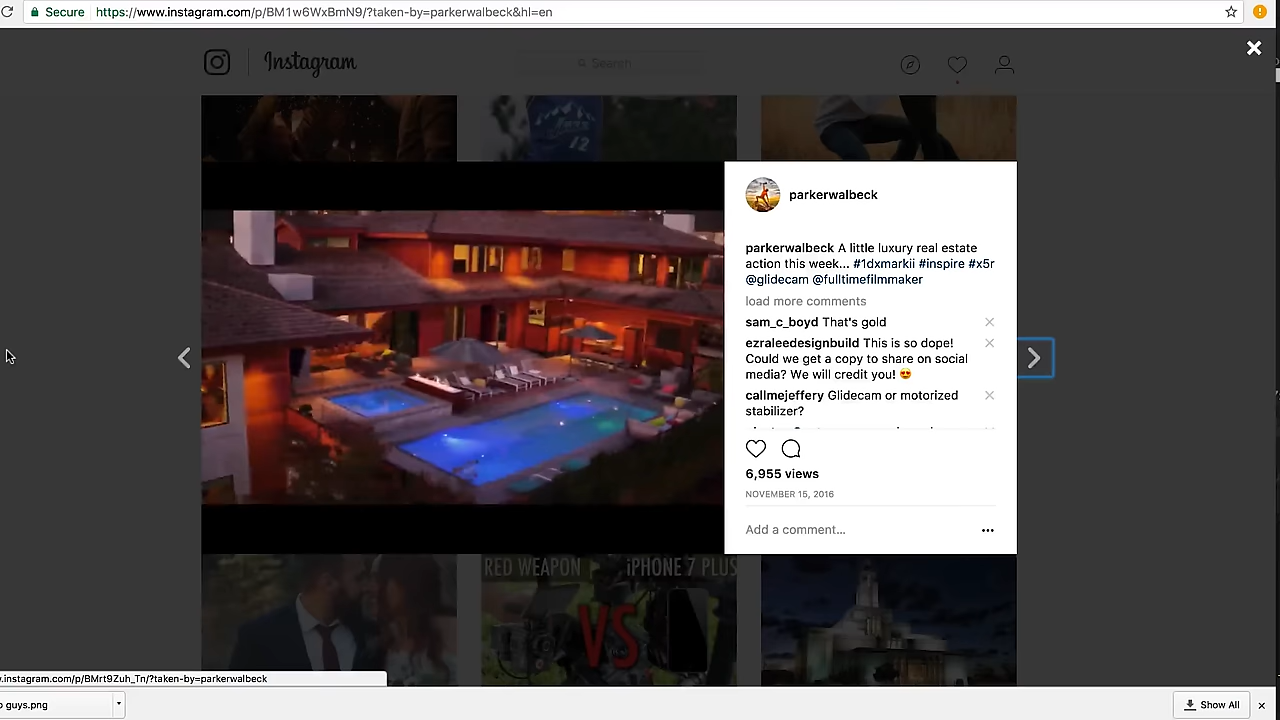 Secure https://www.instagram.com/p/BM1w6WxBmN9/?taken-by=parkerwalbeck&hl=en
Instagram
Search
12
parkerwalbeck
parkerwalbeck A little luxury real estate
action this week... #1dxmarkii #inspire #x5r
@glidecam @fulltimefilmmaker
load more comments
sam_c_boyd That's gold
ezraleedesignbuild This is so dope!
Could we get a copy to share on social
media? We will credit you! 😍
callmejeffery Glidecam or motorized
stabilizer?
6,955 views
NOVEMBER 15, 2016
Add a comment...
RED WEAPON iPHONE 7 PLUS
VS
.instagram.com/p/BMrt9Zuh_Tn/?taken-by=parkerwalbeck
o guys.png
Show All